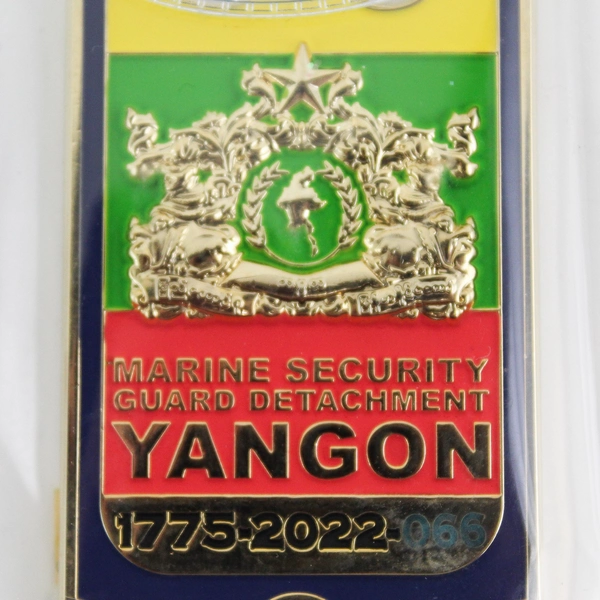 MARINE SECURITY
GUARD DETACHMENT
YANGON
1775-2022-066